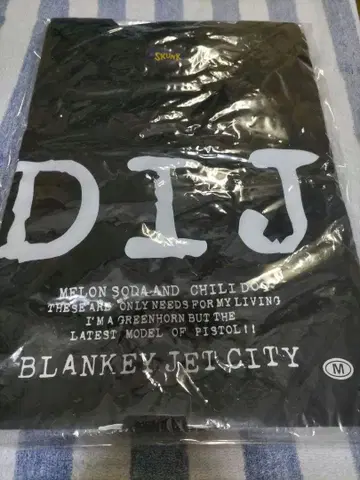 SKUNK
DIJ
MELON SODA AND CHILI DOG
THESE ARE ONLY NEEDS FOR MY LIVING
I'M A GREENHORN BUT THE
LATEST MODEL OF PISTOL!!
BLANKEY JET CITY
M